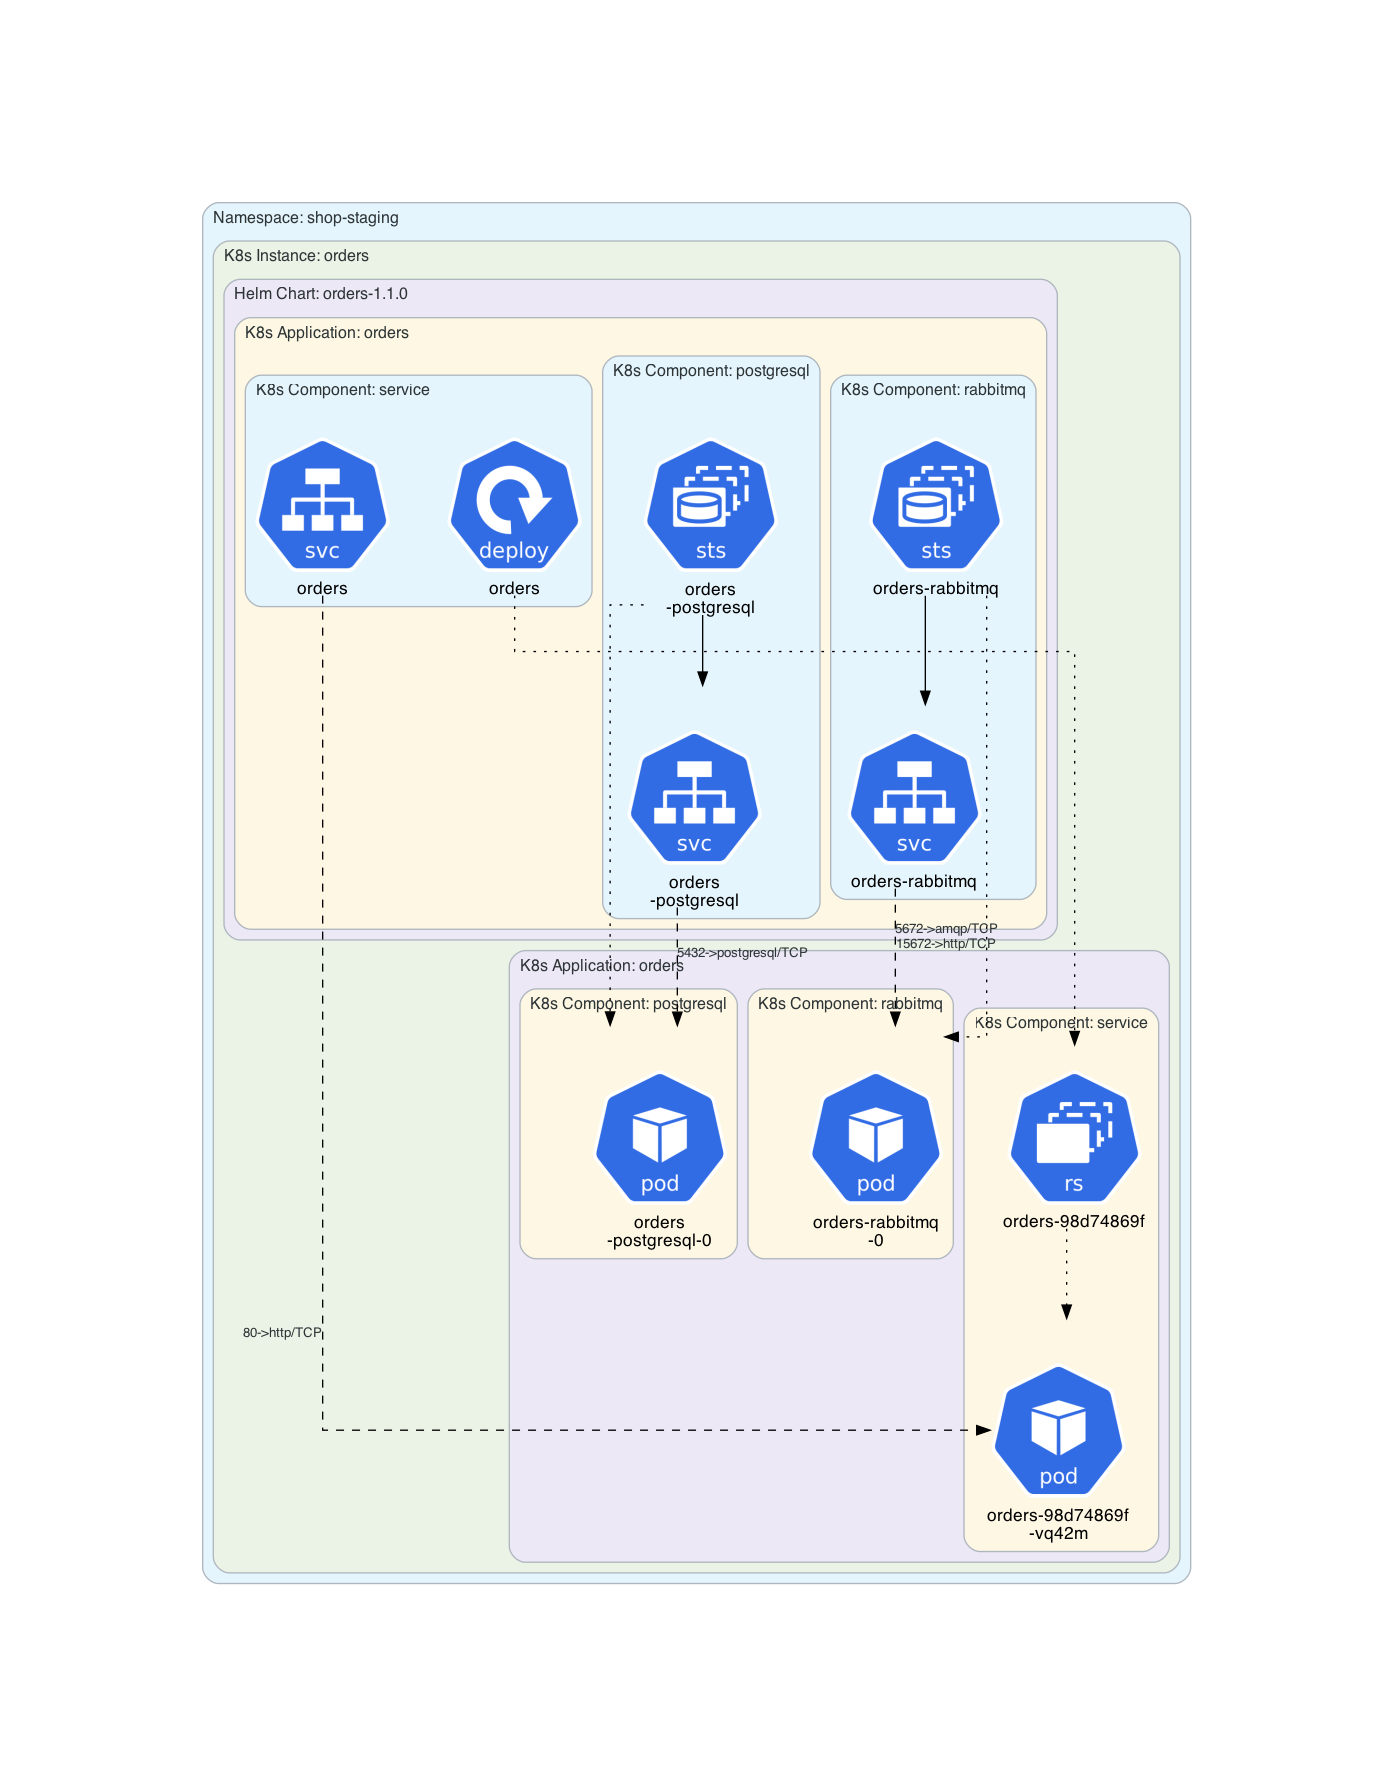 Namespace: shop-staging
K8s Instance: orders
Helm Chart: orders-1.1.0
K8s Application: orders
K8s Component: service
K8s Component: postgresql
K8s Component: rabbitmq
svc
deploy
sts
sts
orders
orders
orders
-postgresql
orders-rabbitmq
svc
svc
orders
-postgresql
orders-rabbitmq
5672->amqp/TCP
15672->http/TCP
5432->postgresql/TCP
K8s Application: orders
K8s Component: postgresql
K8s Component: rabbitmq
K8s Component: service
pod
pod
rs
orders
-postgresql-0
orders-rabbitmq
-0
orders-98d74869f
80->http/TCP
pod
orders-98d74869f
-vq42m